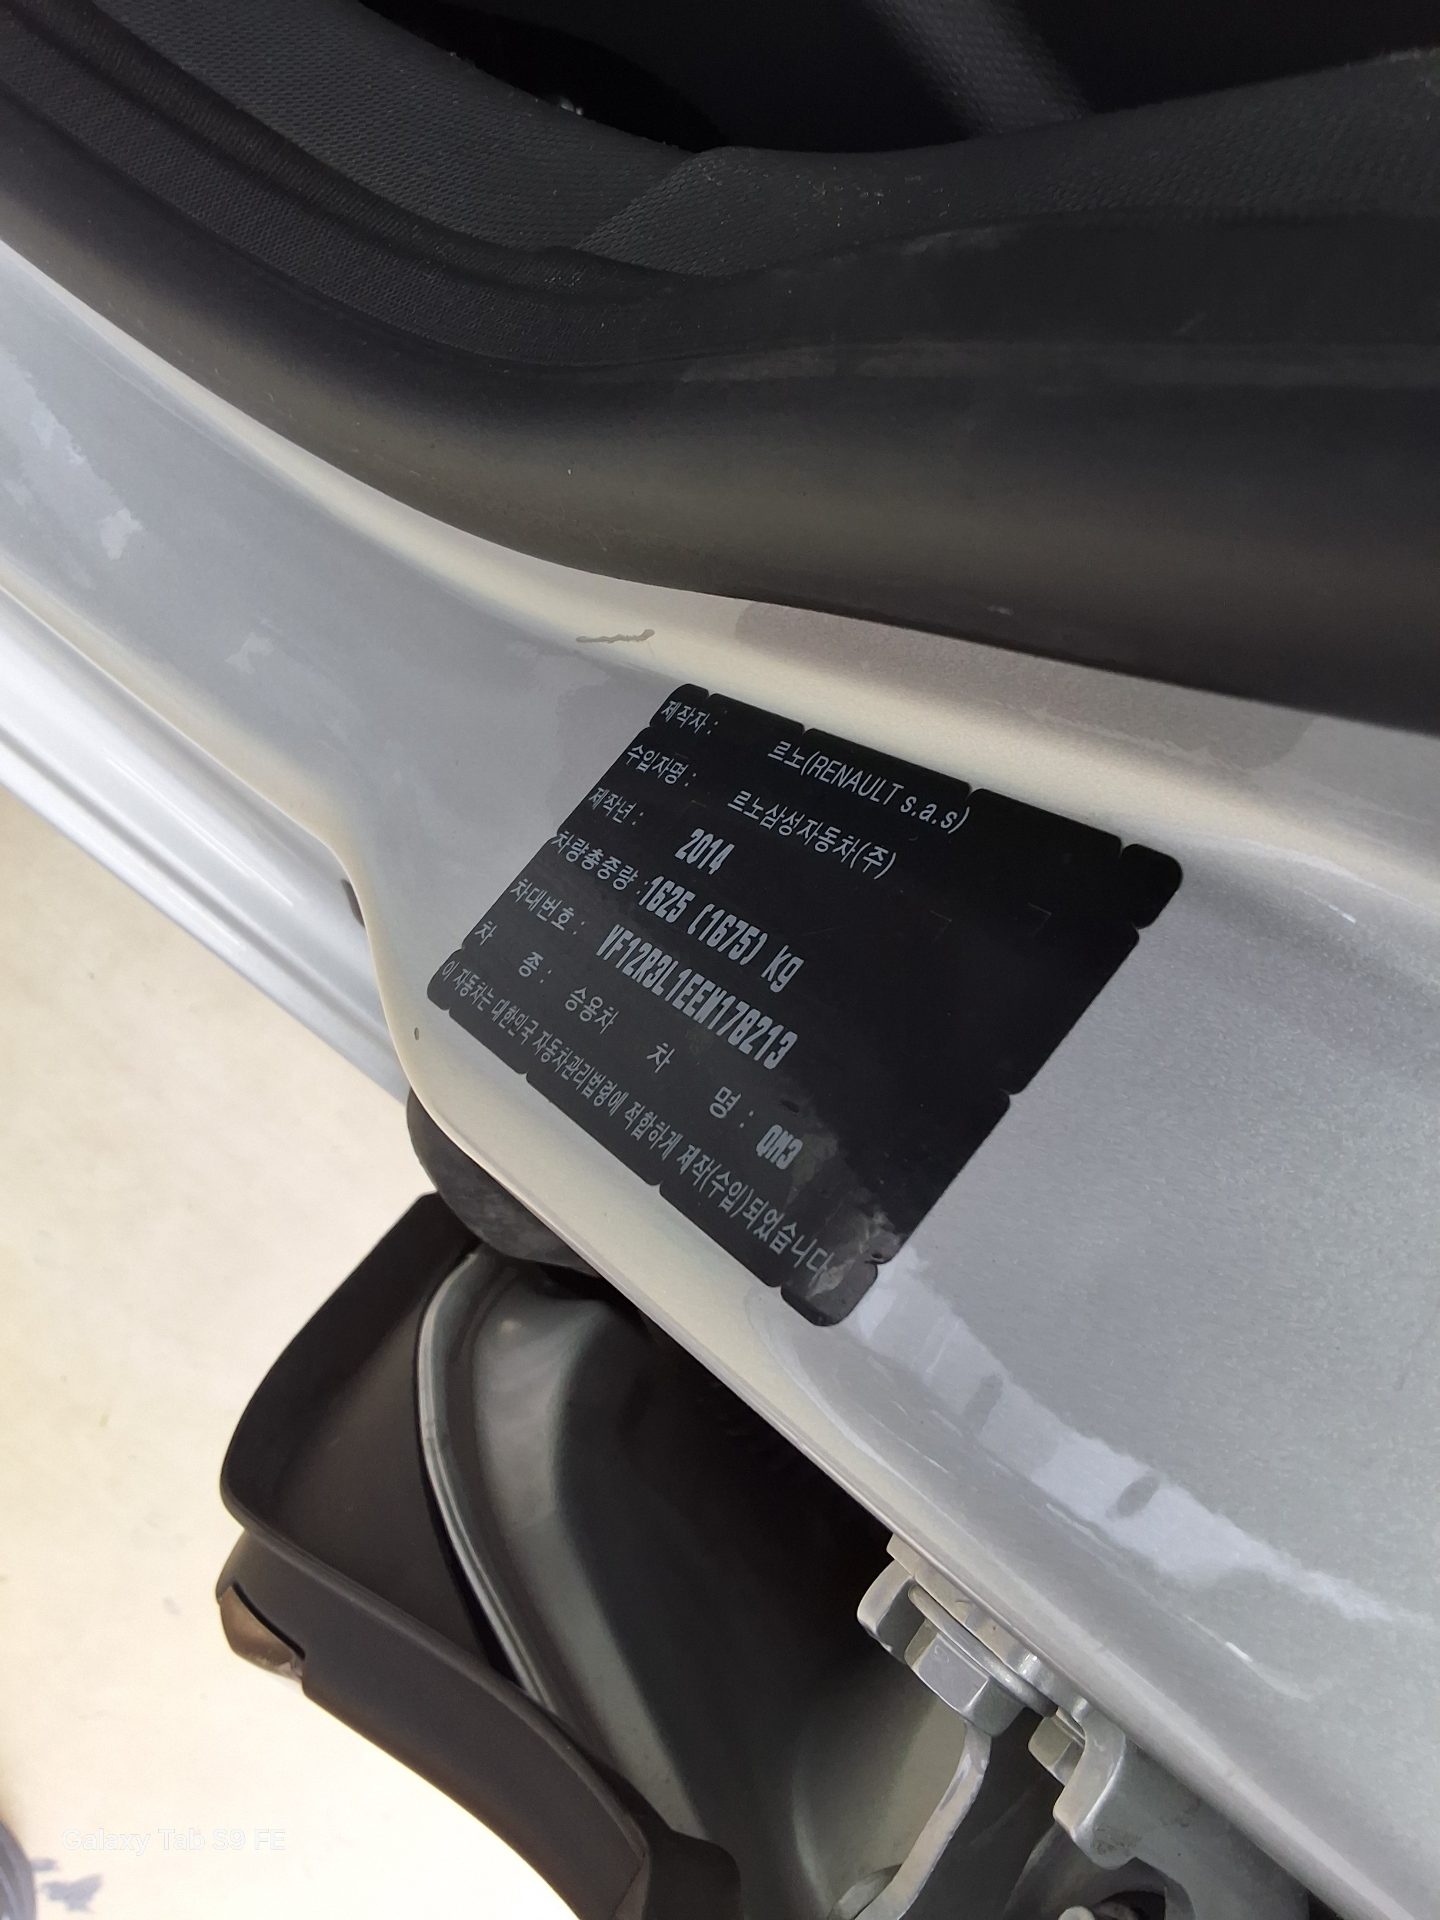 제작자 : 르노(RENAULT s.a.s)
수입자명 : 르노삼성자동차(주)
제작년 : 2014
차량총중량 : 1625 (1675) kg
차대번호 :
차 종 : 승용차 차 명 : QM3
이 자동차는 대한민국 자동차관리법령에 적합하게 제작(수입)되었습니다
Galaxy Tab S9 FE